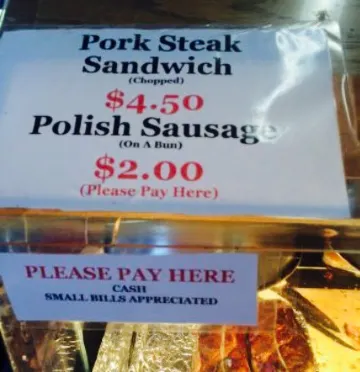 Pork Steak
Sandwich
(Chopped)
$4.50
Polish Sausage
(On A Bun)
$2.00
(Please Pay Here)
PLEASE PAY HERE
CASH
SMALL BILLS APPRECIATED